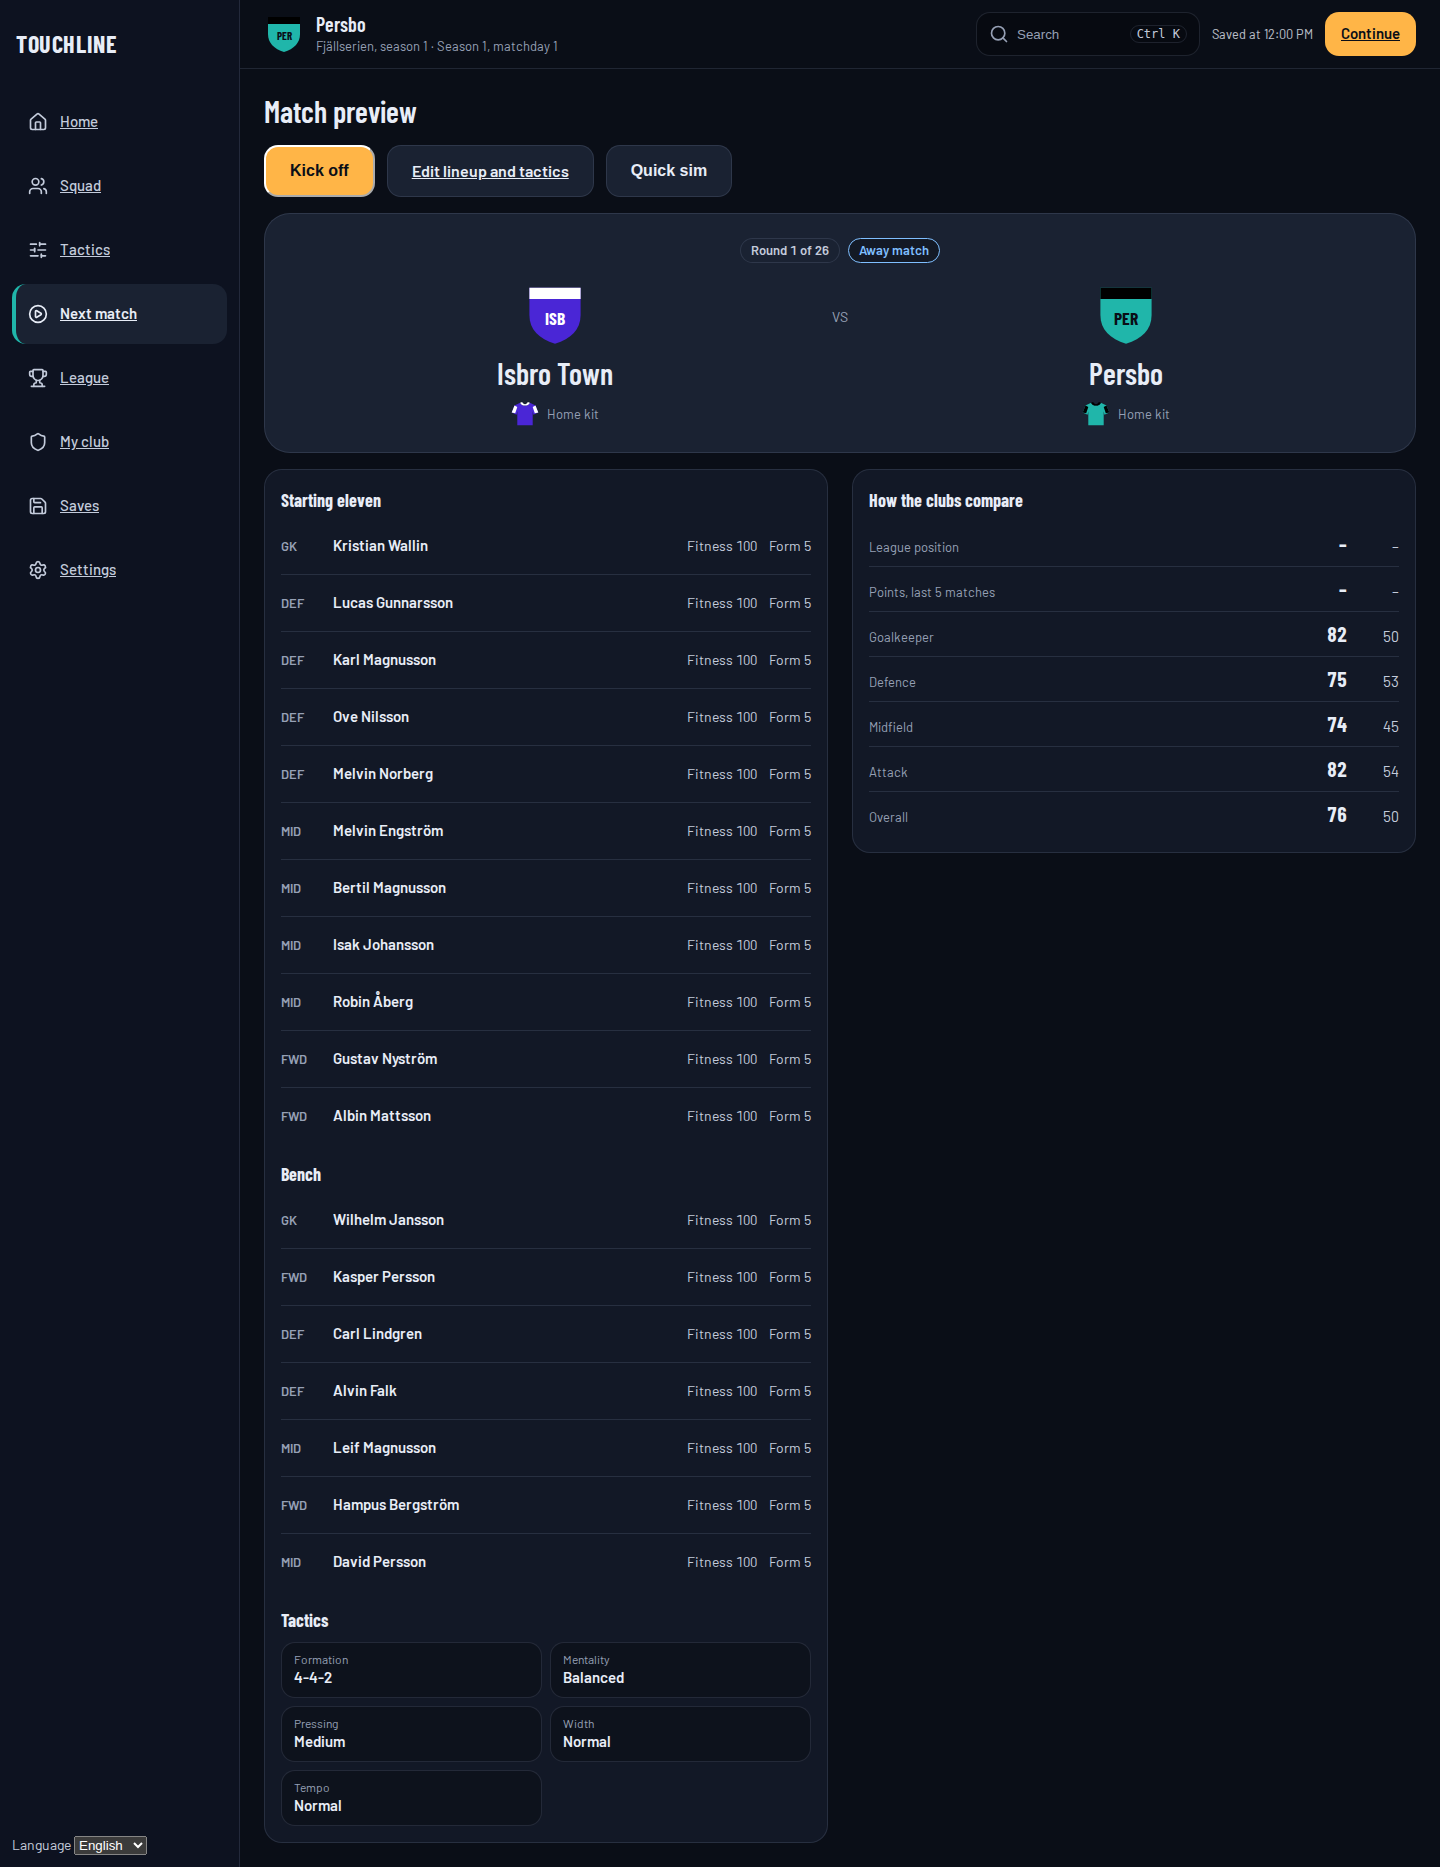 TOUCHLINE
Home
Squad
Tactics
Next match
League
My club
Saves
Settings
Language English
PER
Persbo
Fjällserien, season 1 · Season 1, matchday 1
Search Ctrl K
Saved at 12:00 PM
Continue
Match preview
Kick off
Edit lineup and tactics
Quick sim
Round 1 of 26
Away match
ISB
Isbro Town
Home kit
VS
PER
Persbo
Home kit
Starting eleven
GK Kristian Wallin Fitness 100 Form 5
DEF Lucas Gunnarsson Fitness 100 Form 5
DEF Karl Magnusson Fitness 100 Form 5
DEF Ove Nilsson Fitness 100 Form 5
DEF Melvin Norberg Fitness 100 Form 5
MID Melvin Engström Fitness 100 Form 5
MID Bertil Magnusson Fitness 100 Form 5
MID Isak Johansson Fitness 100 Form 5
MID Robin Åberg Fitness 100 Form 5
FWD Gustav Nyström Fitness 100 Form 5
FWD Albin Mattsson Fitness 100 Form 5
Bench
GK Wilhelm Jansson Fitness 100 Form 5
FWD Kasper Persson Fitness 100 Form 5
DEF Carl Lindgren Fitness 100 Form 5
DEF Alvin Falk Fitness 100 Form 5
MID Leif Magnusson Fitness 100 Form 5
FWD Hampus Bergström Fitness 100 Form 5
MID David Persson Fitness 100 Form 5
Tactics
Formation
4-4-2
Mentality
Balanced
Pressing
Medium
Width
Normal
Tempo
Normal
How the clubs compare
League position – –
Points, last 5 matches – –
Goalkeeper 82 50
Defence 75 53
Midfield 74 45
Attack 82 54
Overall 76 50